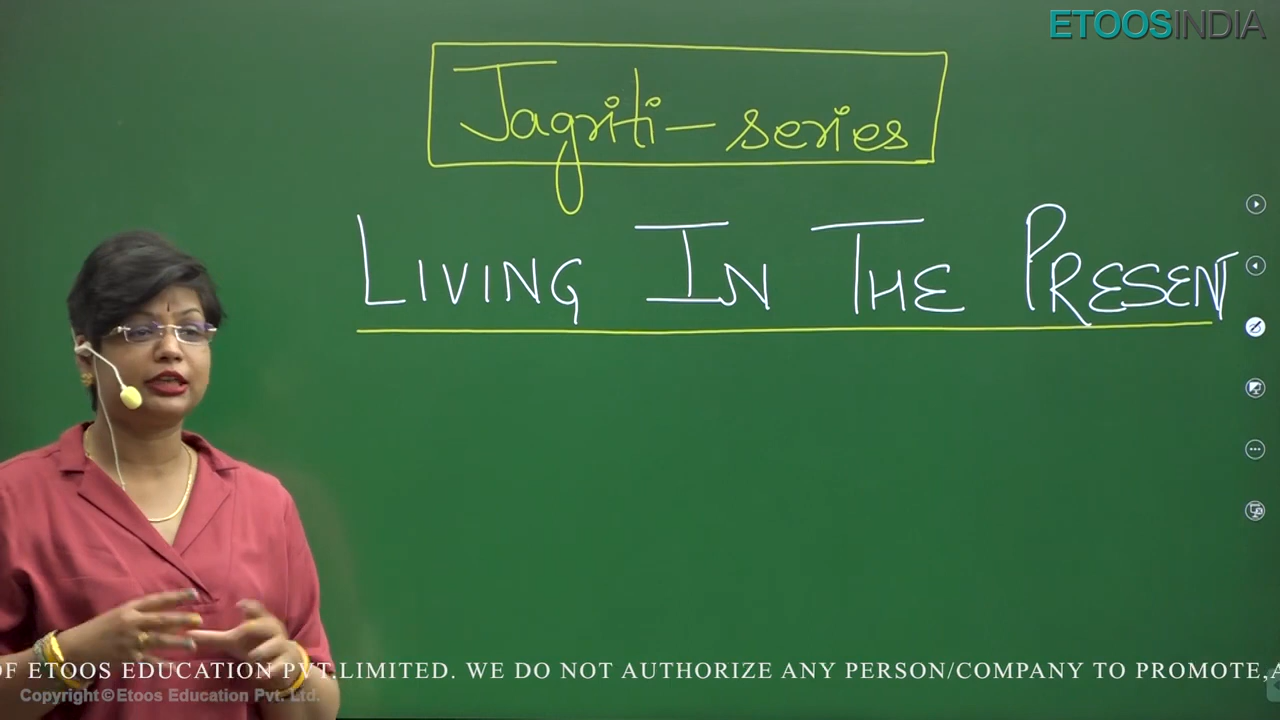 ETOOSINDIA
Jagriti - series
LIVING IN THE PRESENT
OF ETOOS EDUCATION PVT.LIMITED. WE DO NOT AUTHORIZE ANY PERSON/COMPANY TO PROMOTE,
Copyright©Etoos Education Pvt. Ltd.